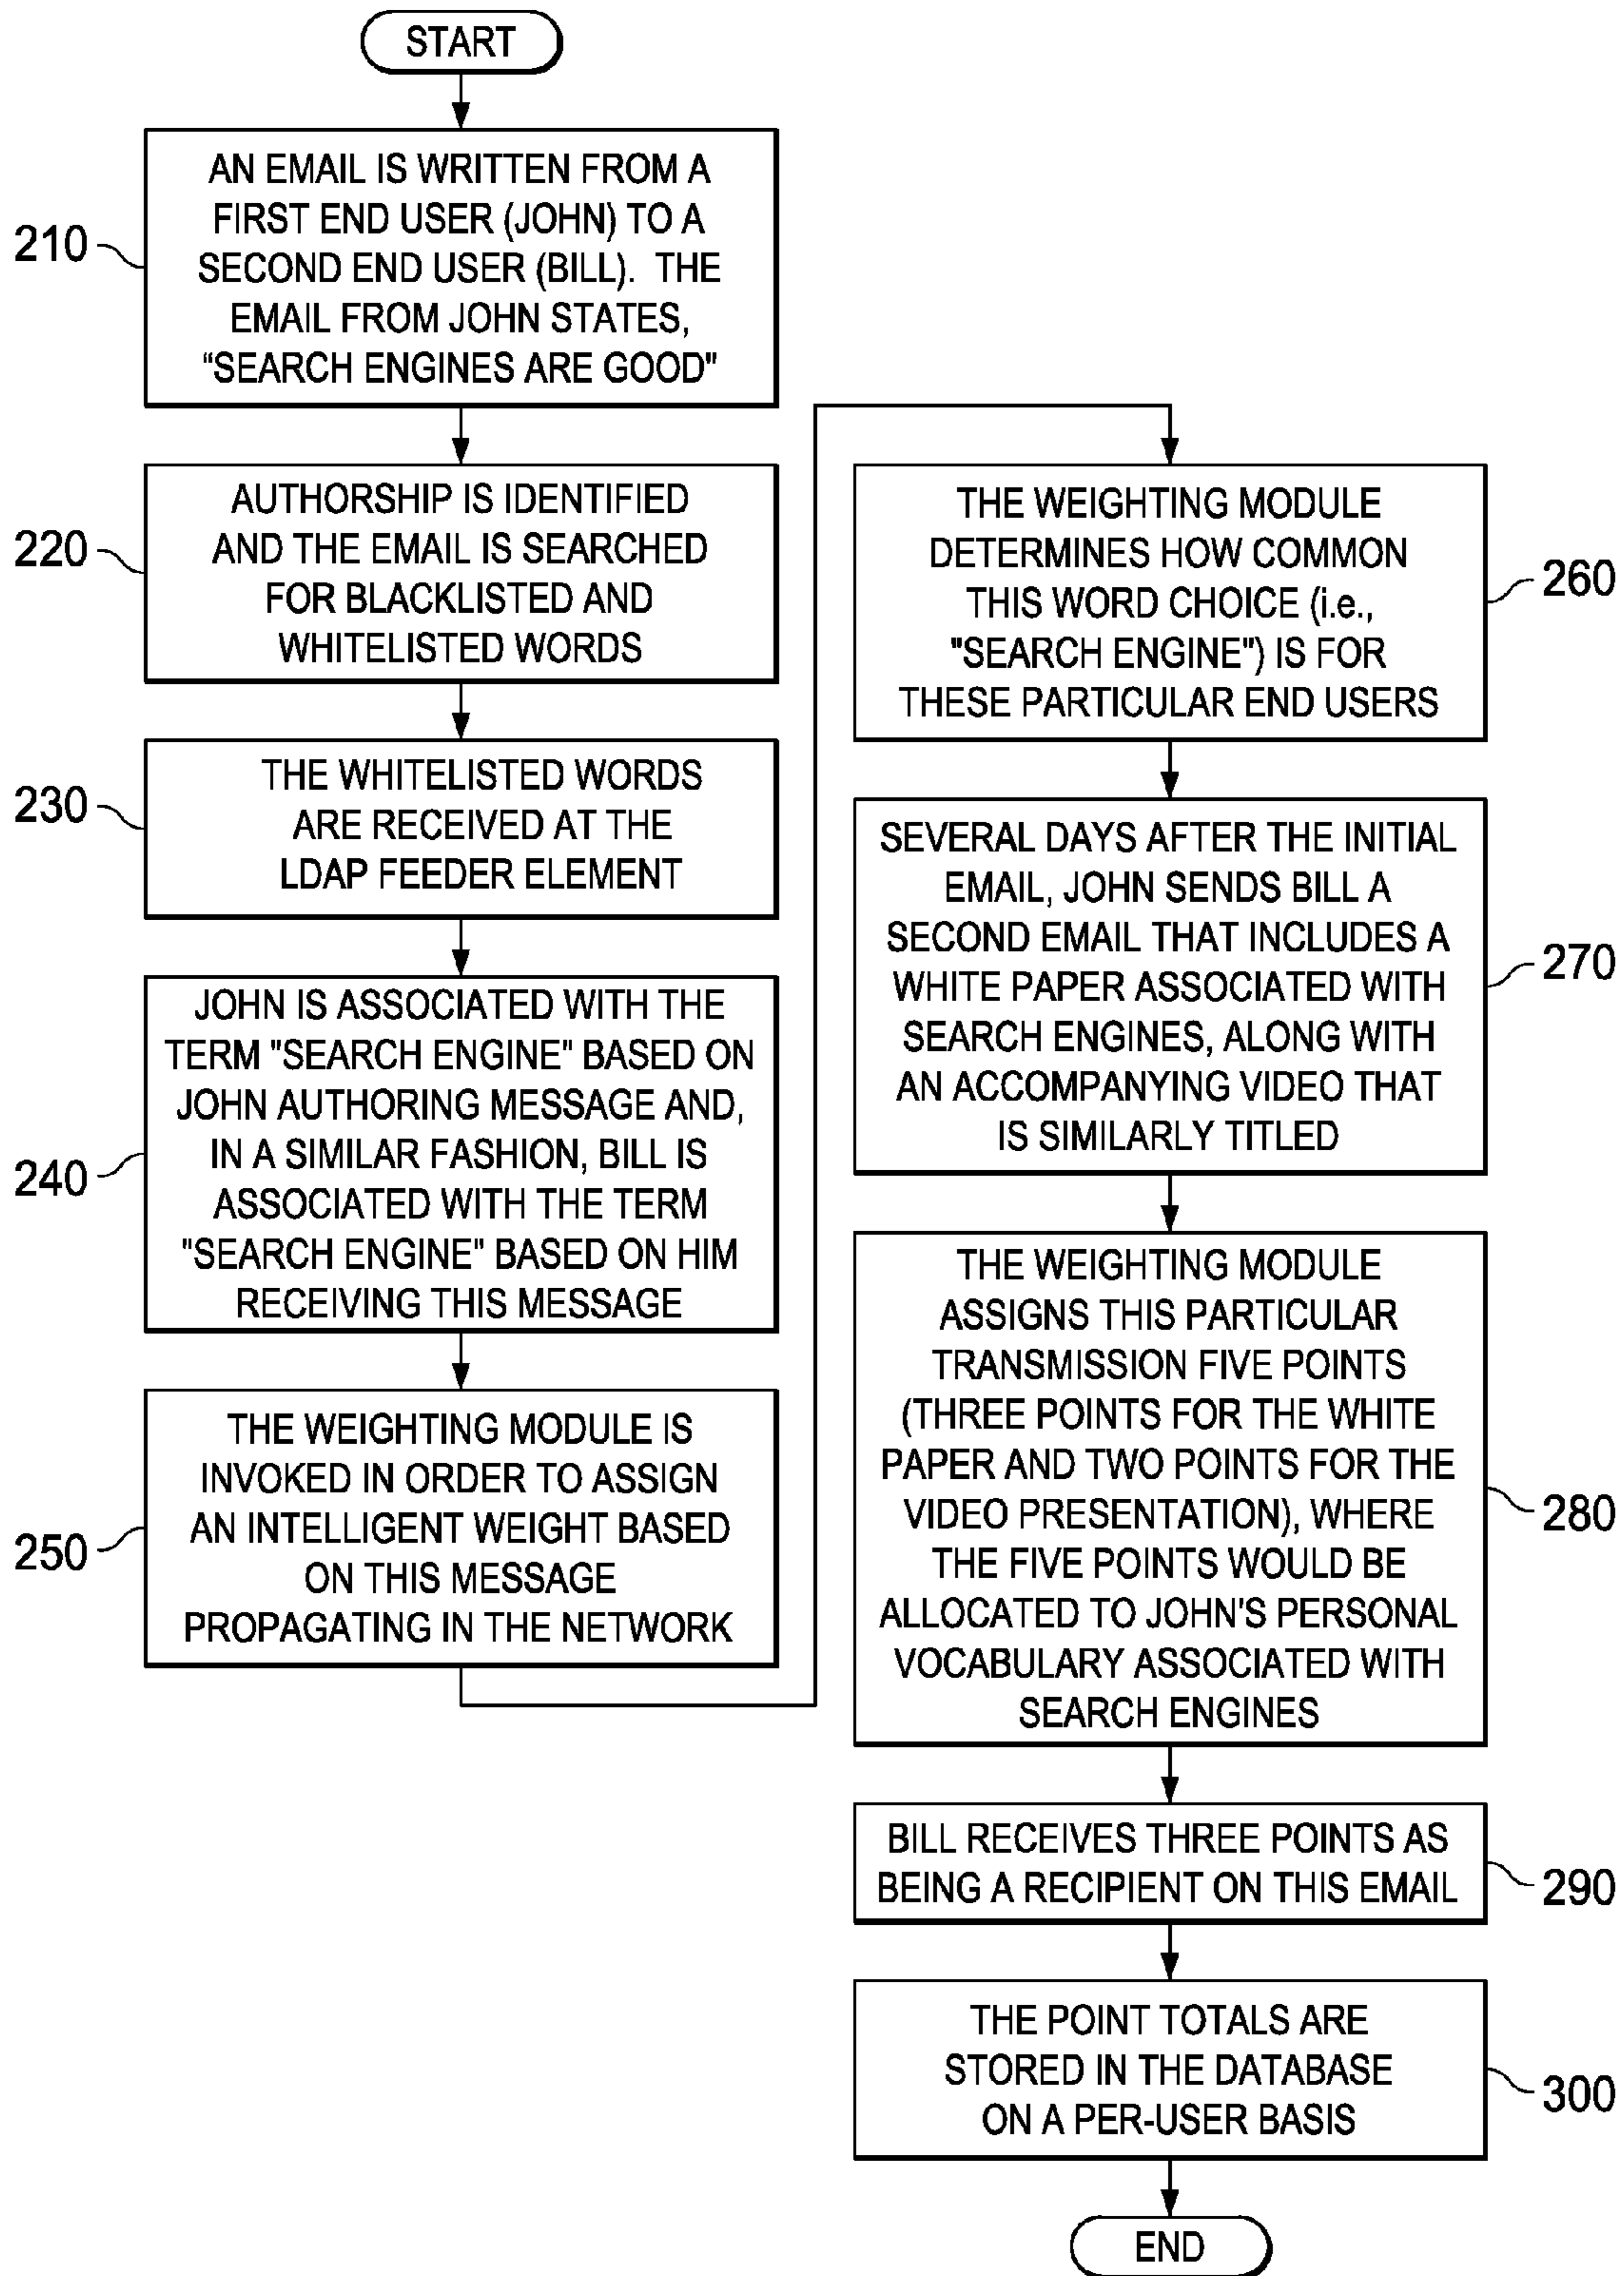 START
210
AN EMAIL IS WRITTEN FROM A
FIRST END USER (JOHN) TO A
SECOND END USER (BILL). THE
EMAIL FROM JOHN STATES,
“SEARCH ENGINES ARE GOOD"
220
AUTHORSHIP IS IDENTIFIED
AND THE EMAIL IS SEARCHED
FOR BLACKLISTED AND
WHITELISTED WORDS
230
THE WHITELISTED WORDS
ARE RECEIVED AT THE
LDAP FEEDER ELEMENT
240
JOHN IS ASSOCIATED WITH THE
TERM "SEARCH ENGINE" BASED ON
JOHN AUTHORING MESSAGE AND,
IN A SIMILAR FASHION, BILL IS
ASSOCIATED WITH THE TERM
"SEARCH ENGINE" BASED ON HIM
RECEIVING THIS MESSAGE
250
THE WEIGHTING MODULE IS
INVOKED IN ORDER TO ASSIGN
AN INTELLIGENT WEIGHT BASED
ON THIS MESSAGE
PROPAGATING IN THE NETWORK
THE WEIGHTING MODULE
DETERMINES HOW COMMON
THIS WORD CHOICE (i.e.,
"SEARCH ENGINE") IS FOR
THESE PARTICULAR END USERS
260
SEVERAL DAYS AFTER THE INITIAL
EMAIL, JOHN SENDS BILL A
SECOND EMAIL THAT INCLUDES A
WHITE PAPER ASSOCIATED WITH
SEARCH ENGINES, ALONG WITH
AN ACCOMPANYING VIDEO THAT
IS SIMILARLY TITLED
270
THE WEIGHTING MODULE
ASSIGNS THIS PARTICULAR
TRANSMISSION FIVE POINTS
(THREE POINTS FOR THE WHITE
PAPER AND TWO POINTS FOR THE
VIDEO PRESENTATION), WHERE
THE FIVE POINTS WOULD BE
ALLOCATED TO JOHN'S PERSONAL
VOCABULARY ASSOCIATED WITH
SEARCH ENGINES
280
BILL RECEIVES THREE POINTS AS
BEING A RECIPIENT ON THIS EMAIL
290
THE POINT TOTALS ARE
STORED IN THE DATABASE
ON A PER-USER BASIS
300
END